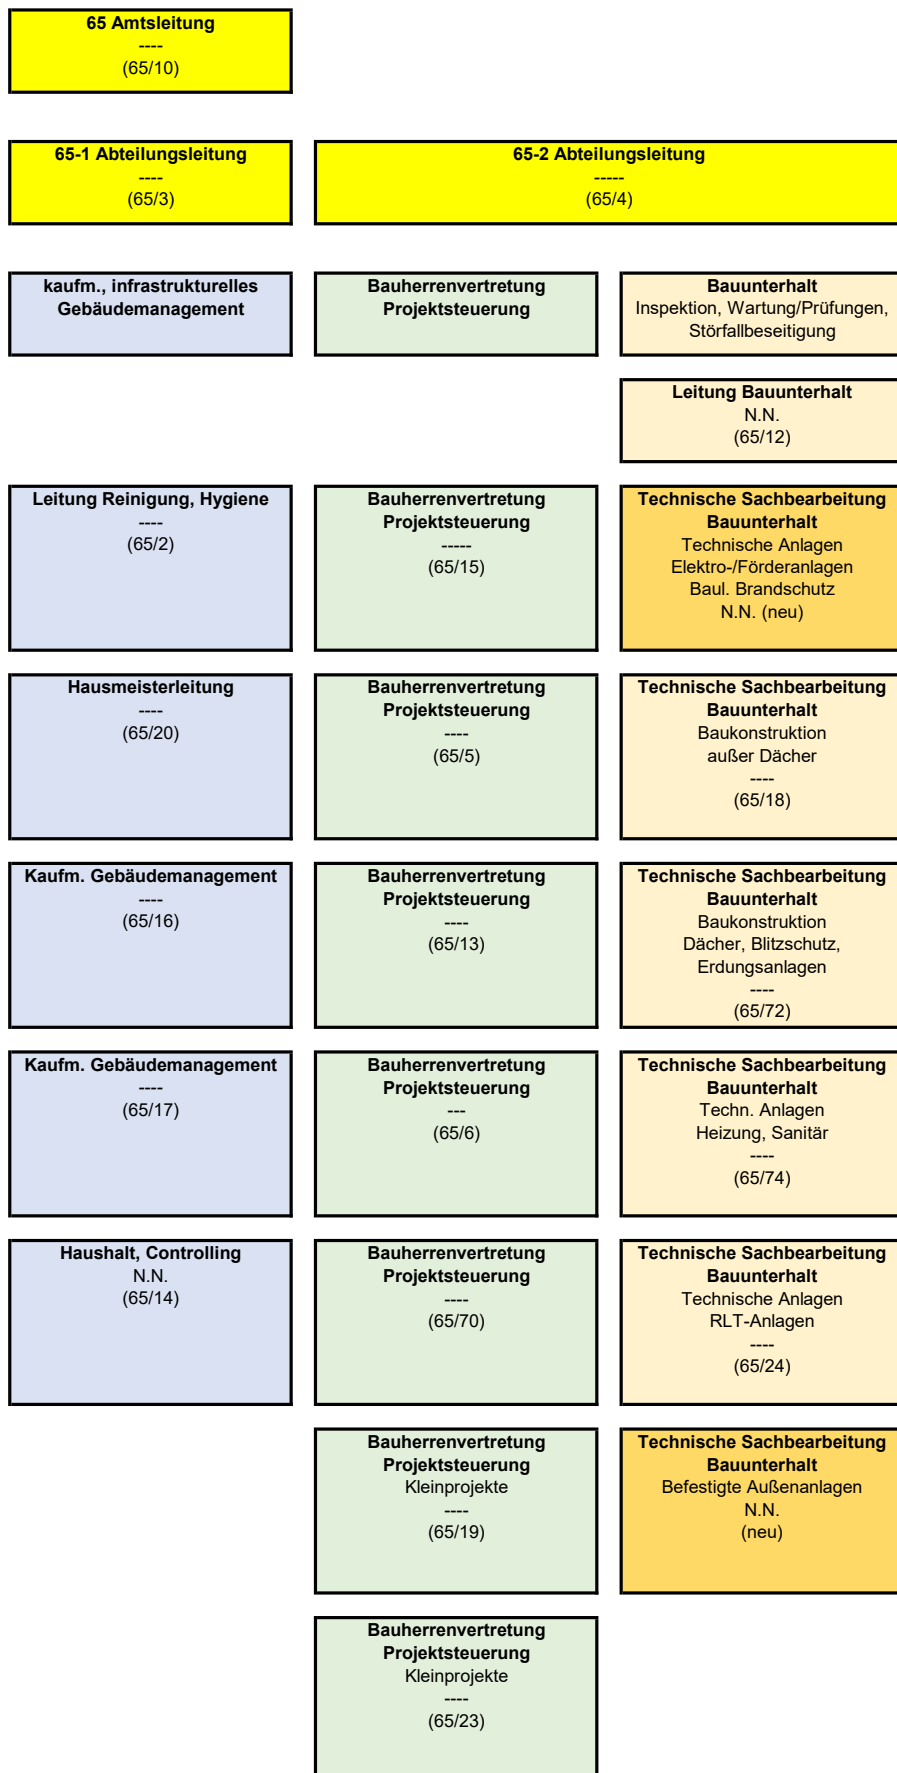 65 Amtsleitung
----
(65/10)
65-1 Abteilungsleitung
----
(65/3)
65-2 Abteilungsleitung
-----
(65/4)
kaufm., infrastrukturelles
Gebäudemanagement
Bauherrenvertretung
Projektsteuerung
Bauunterhalt
Inspektion, Wartung/Prüfungen,
Störfallbeseitigung
Leitung Bauunterhalt
N.N.
(65/12)
Leitung Reinigung, Hygiene
----
(65/2)
Bauherrenvertretung
Projektsteuerung
-----
(65/15)
Technische Sachbearbeitung
Bauunterhalt
Technische Anlagen
Elektro-/Förderanlagen
Baul. Brandschutz
N.N. (neu)
Hausmeisterleitung
----
(65/20)
Bauherrenvertretung
Projektsteuerung
----
(65/5)
Technische Sachbearbeitung
Bauunterhalt
Baukonstruktion
außer Dächer
----
(65/18)
Kaufm. Gebäudemanagement
----
(65/16)
Bauherrenvertretung
Projektsteuerung
----
(65/13)
Technische Sachbearbeitung
Bauunterhalt
Baukonstruktion
Dächer, Blitzschutz,
Erdungsanlagen
----
(65/72)
Kaufm. Gebäudemanagement
----
(65/17)
Bauherrenvertretung
Projektsteuerung
---
(65/6)
Technische Sachbearbeitung
Bauunterhalt
Techn. Anlagen
Heizung, Sanitär
----
(65/74)
Haushalt, Controlling
N.N.
(65/14)
Bauherrenvertretung
Projektsteuerung
----
(65/70)
Technische Sachbearbeitung
Bauunterhalt
Technische Anlagen
RLT-Anlagen
----
(65/24)
Bauherrenvertretung
Projektsteuerung
Kleinprojekte
----
(65/19)
Technische Sachbearbeitung
Bauunterhalt
Befestigte Außenanlagen
N.N.
(neu)
Bauherrenvertretung
Projektsteuerung
Kleinprojekte
----
(65/23)